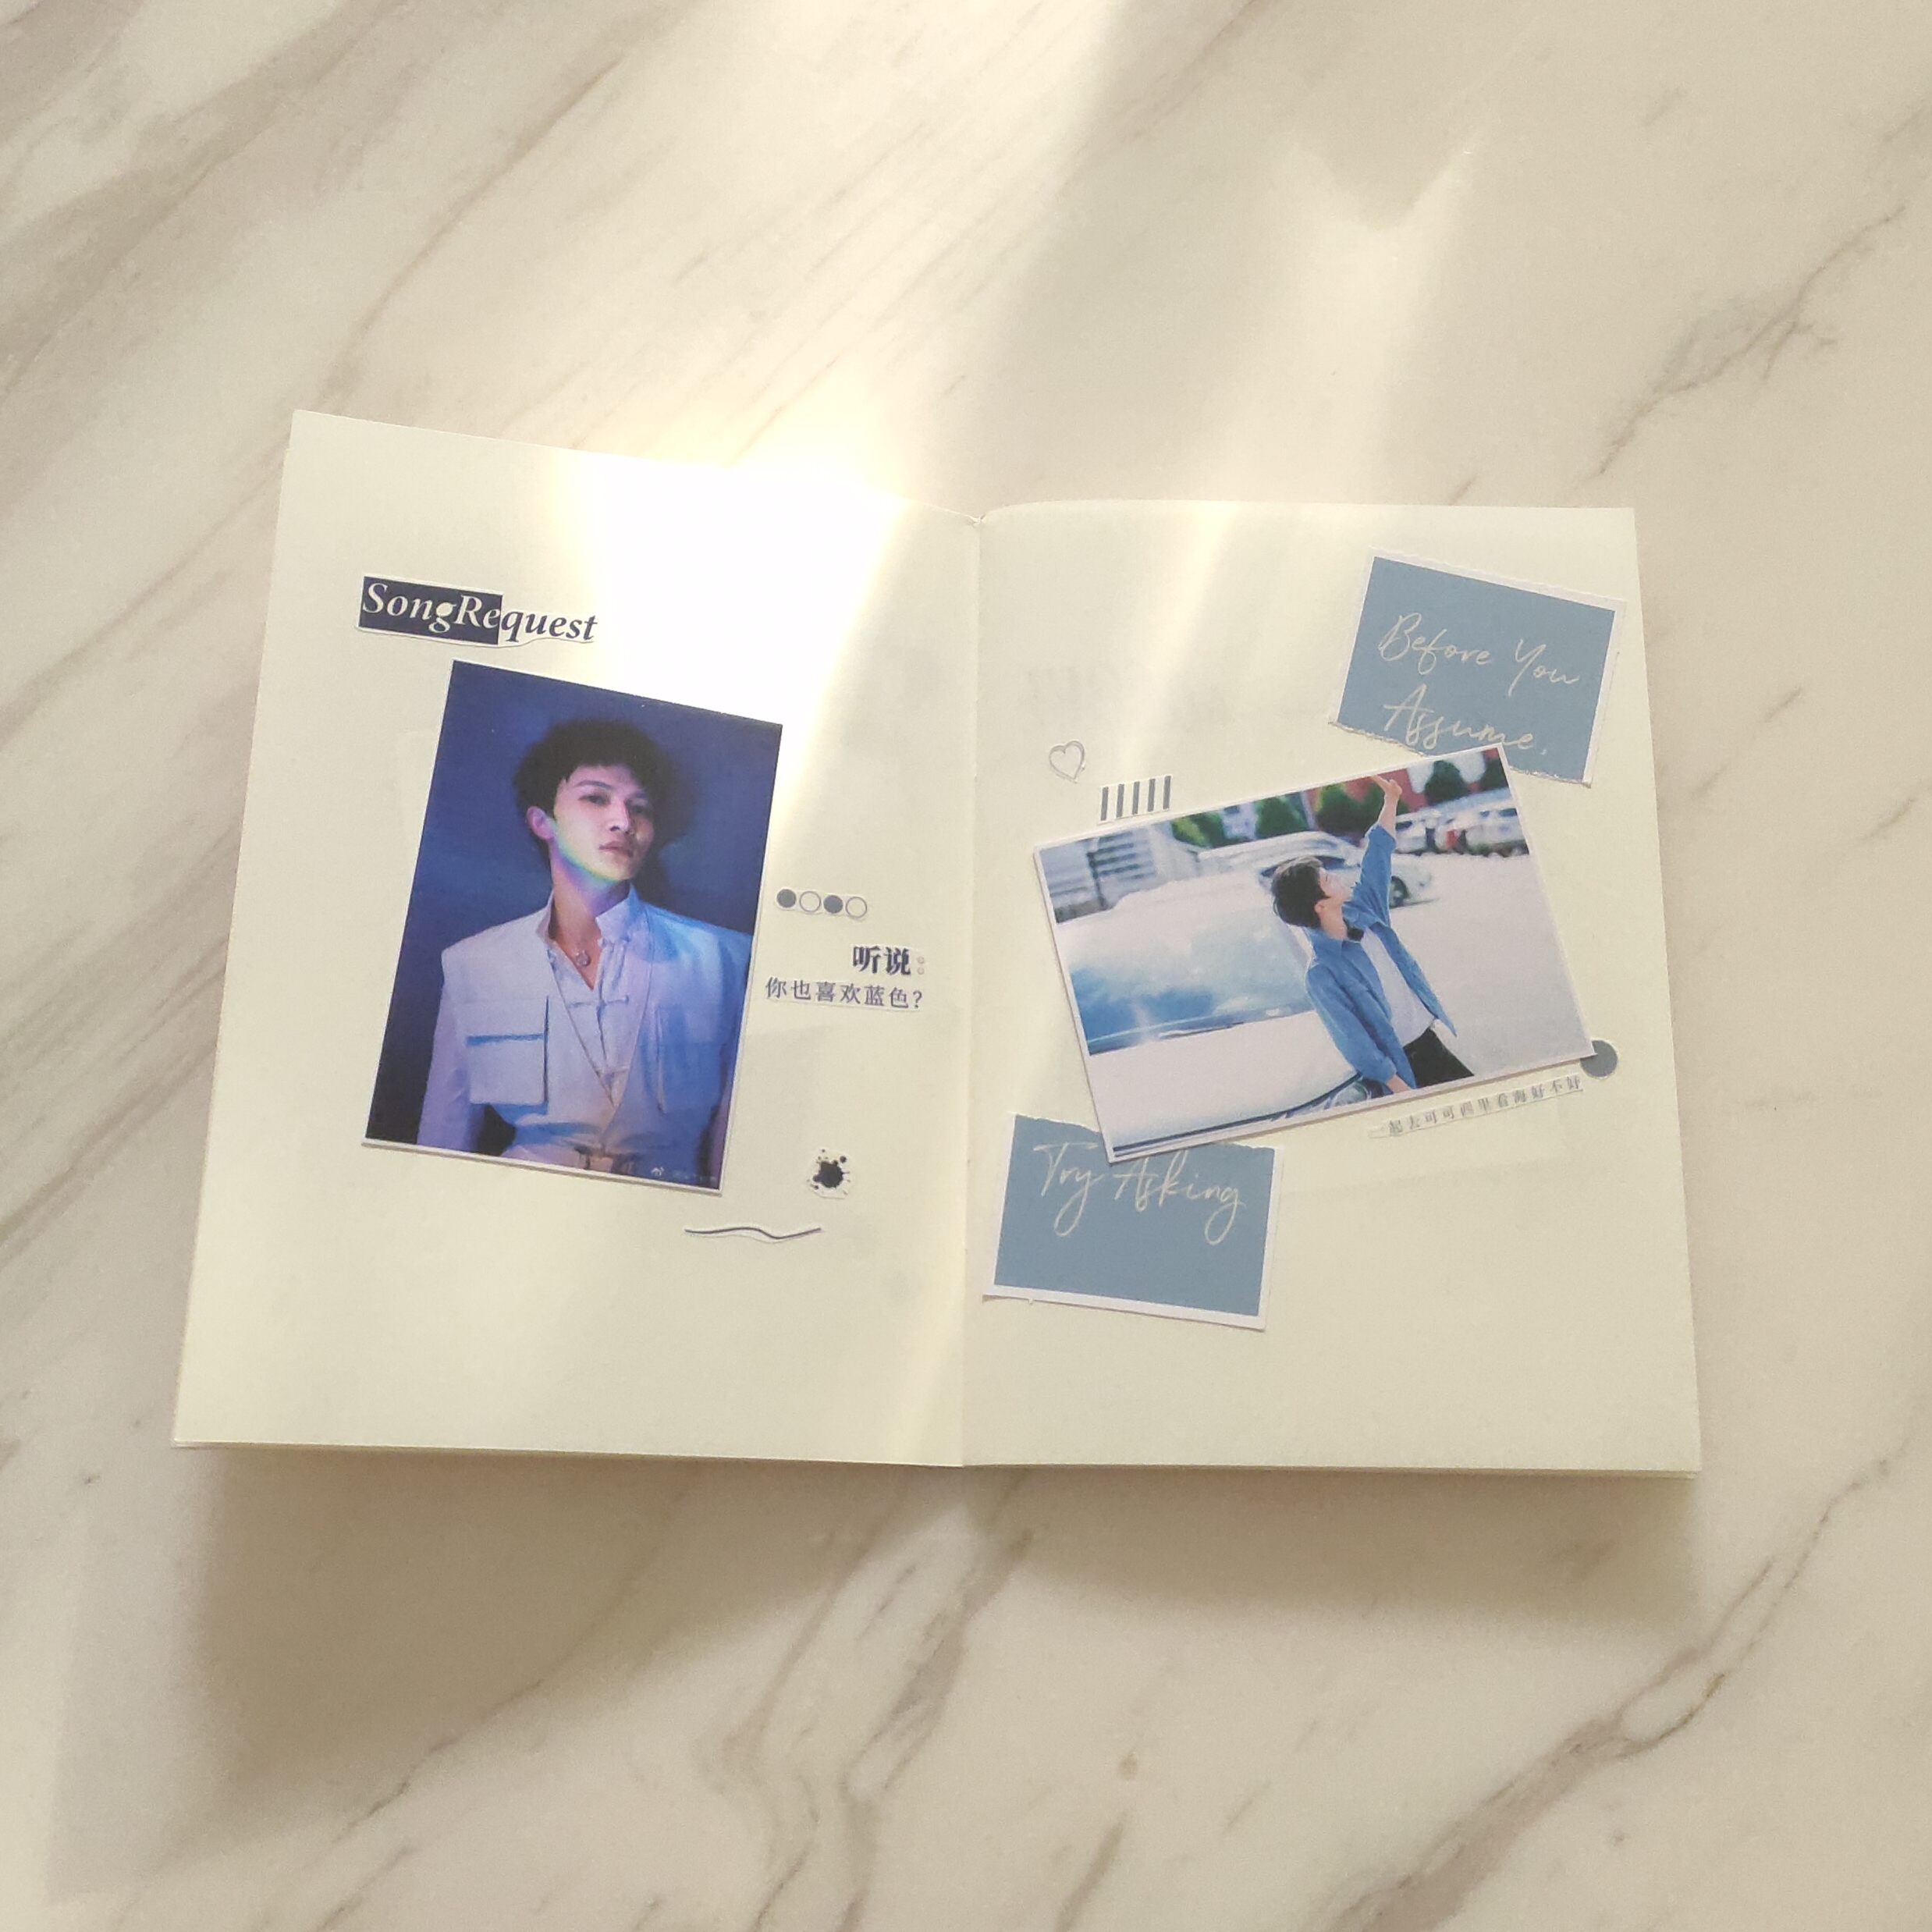 SongRequest
听说：
你也喜欢蓝色？
Before You
Assume,
Try Asking
一起去可可西里看海好不好